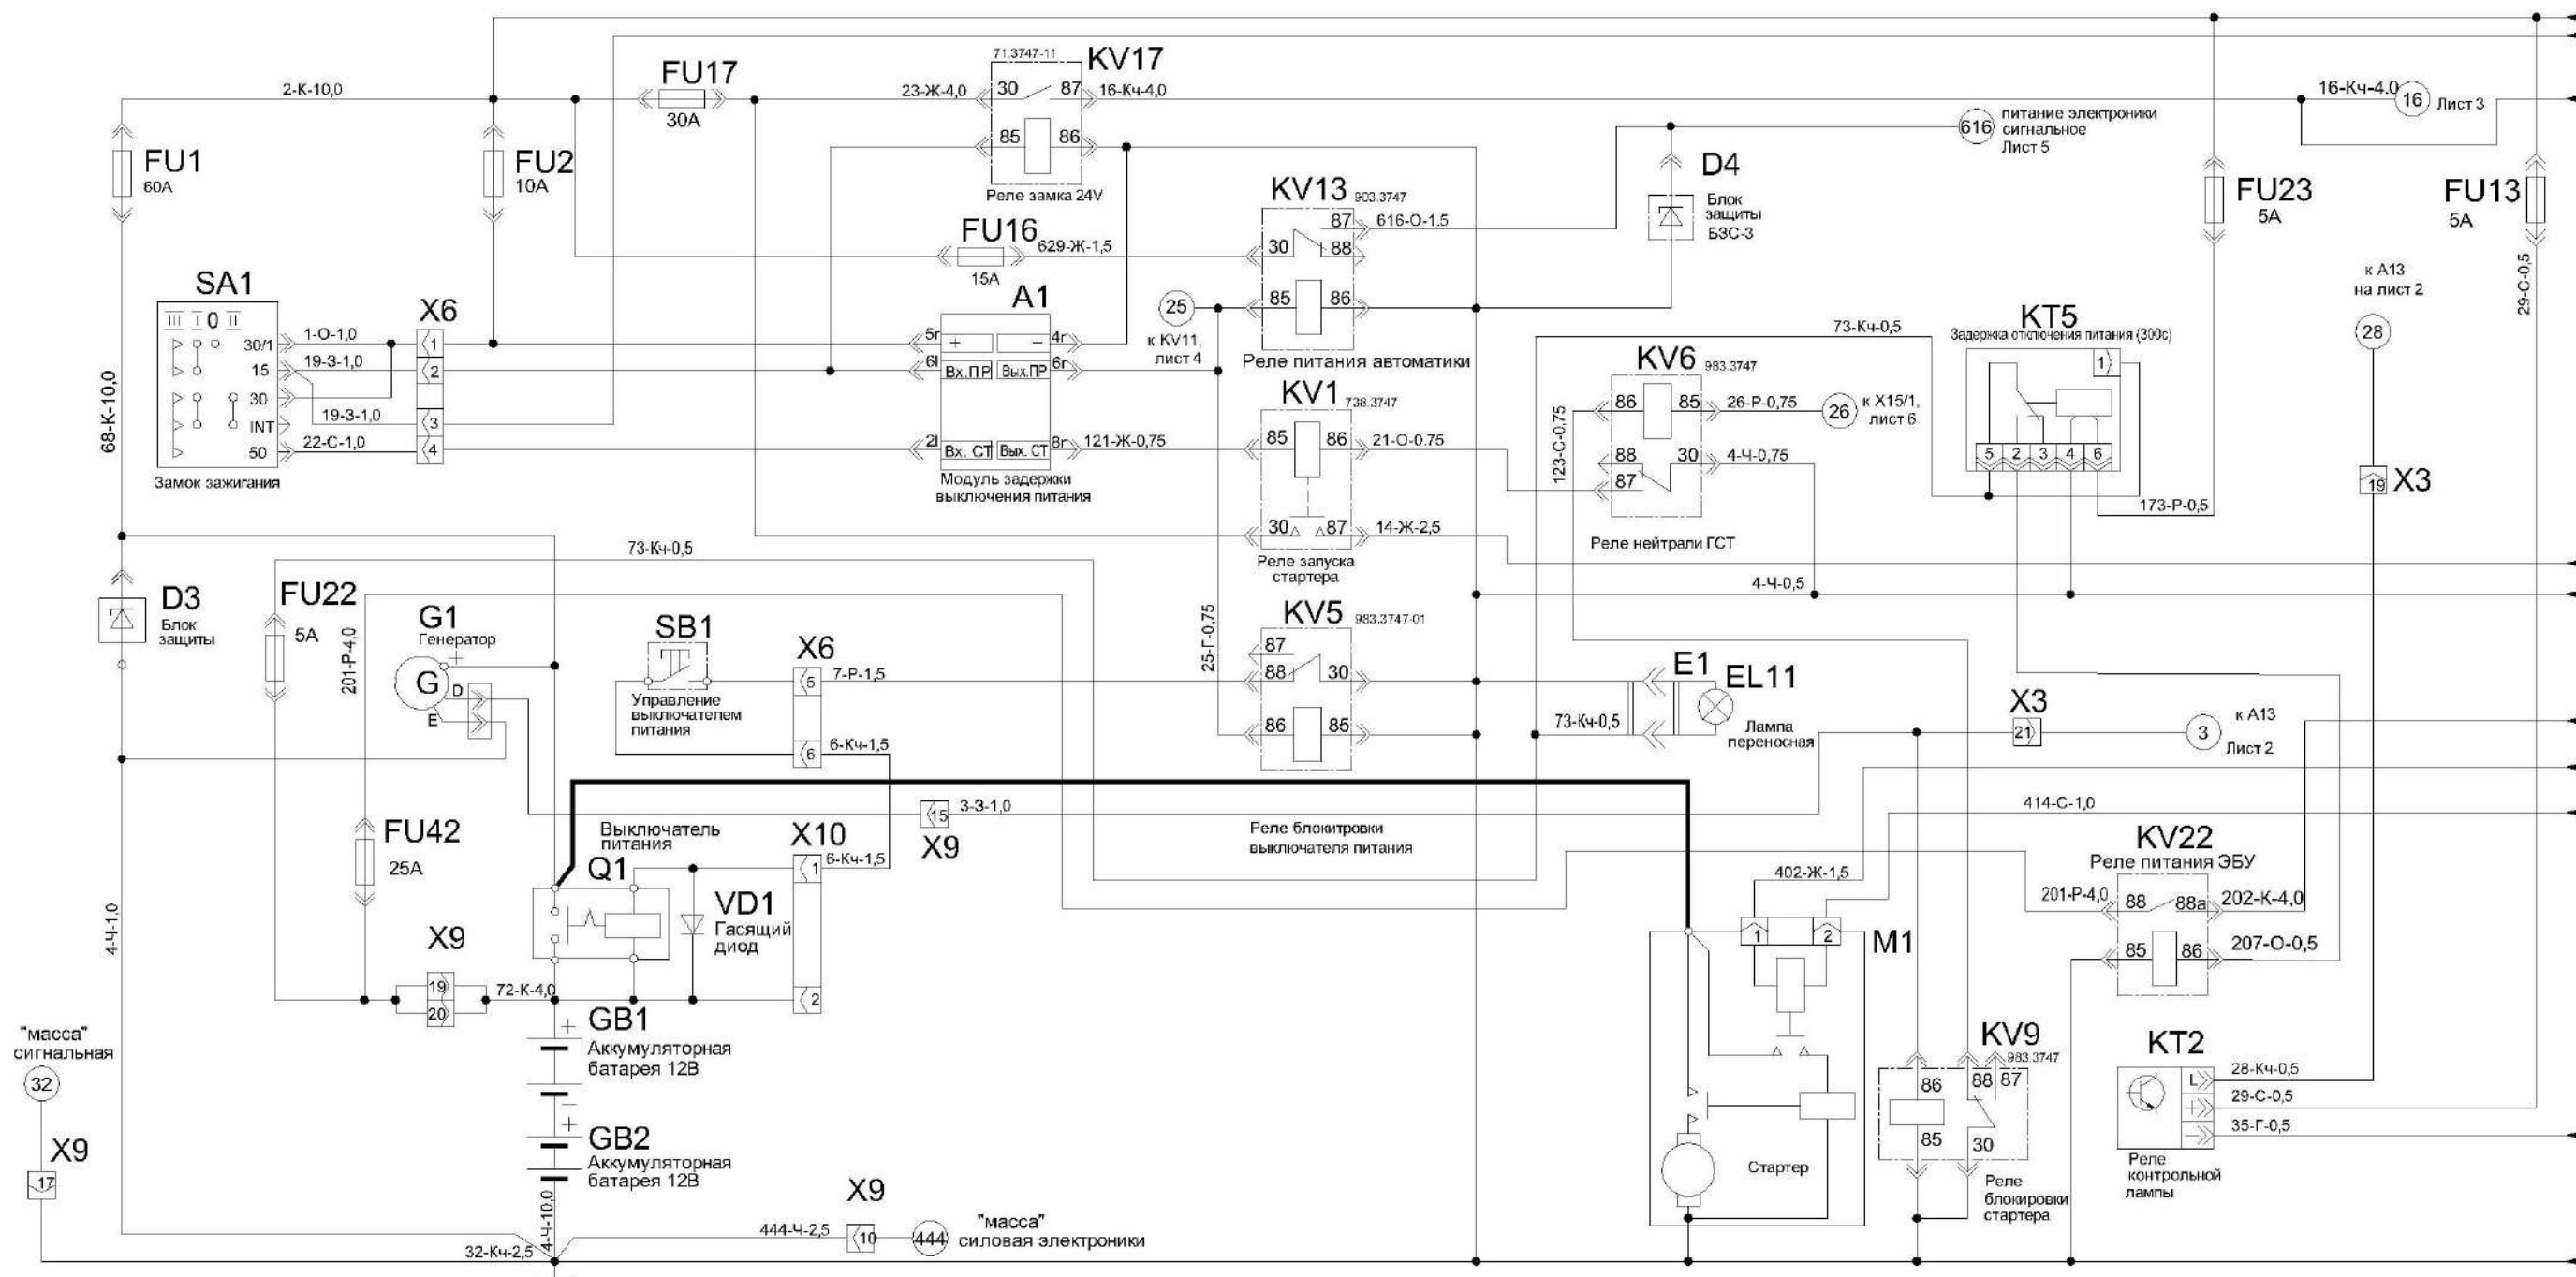 2-К-10,0
FU17
30А
71.3747-11
KV17
23-Ж-4,0
30
87
16-Кч-4,0
85
86
Реле замка 24V
16-Кч-4.0
16
Лист 3
616
питание электроники
сигнальное
Лист 5
FU1
60А
FU2
10А
FU16
15А
629-Ж-1,5
KV13
903.3747
87
616-О-1.5
30
88
85
86
Реле питания автоматики
D4
Блок
защиты
БЗС-3
FU23
5А
FU13
5А
29-С-0,5
к А13
на лист 2
28
19
X3
SA1
III I 0 II
30/1
15
30
INT
50
Замок зажигания
1-О-1,0
19-З-1,0
19-З-1,0
22-С-1,0
X6
1
2
3
4
68-К-10,0
A1
5г
+
−
4г
6l
Вх.ПР
Вых.ПР
6г
2l
Вх. СТ
Вых. СТ
8г
121-Ж-0,75
Модуль задержки
выключения питания
25
к KV11,
лист 4
KV1
738.3747
85
86
21-О-0.75
30
87
14-Ж-2,5
Реле запуска
стартера
73-Кч-0,5
KV6
983.3747
86
85
26-Р-0,75
26
к Х15/1,
лист 6
88
30
4-Ч-0,75
87
123-С-0,75
Реле нейтрали ГСТ
KT5
Задержка отключения питания (300с)
1
5
2
3
4
6
173-Р-0,5
4-Ч-0,5
73-Кч-0,5
D3
Блок
защиты
FU22
5А
201-Р-4,0
G1
Генератор
+
G
D
E
SB1
Управление
выключателем
питания
X6
5
7-Р-1,5
6
6-Кч-1,5
25-Г-0,75
KV5
983.3747-01
87
88
30
86
85
E1
EL11
73-Кч-0,5
Лампа
переносная
X3
21
3
к А13
Лист 2
FU42
25А
Выключатель
питания
Q1
VD1
Гасящий
диод
X10
1
6-Кч-1,5
2
15
3-З-1,0
X9
Реле блокитровки
выключателя питания
414-С-1,0
402-Ж-1,5
KV22
Реле питания ЭБУ
201-Р-4,0
88
88а
202-К-4,0
85
86
207-О-0,5
4-Ч-1,0
X9
19
20
72-К-4,0
1
2
M1
Стартер
+
GB1
Аккумуляторная
батарея 12В
−
+
GB2
Аккумуляторная
батарея 12В
4-Ч-10,0
"масса"
сигнальная
32
X9
17
32-Кч-2,5
444-Ч-2,5
X9
10
444
"масса"
силовая электроники
KV9
983.3747
86
88
87
85
30
Реле
блокировки
стартера
KT2
L
28-Кч-0,5
+
29-С-0,5
−
35-Г-0,5
Реле
контрольной
лампы